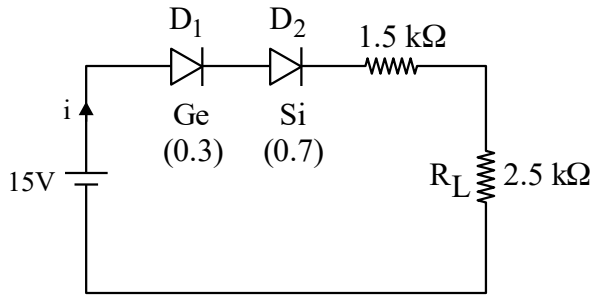 D1 D2 1.5 kΩ
i Ge Si
(0.3) (0.7)
15V RL 2.5 kΩ